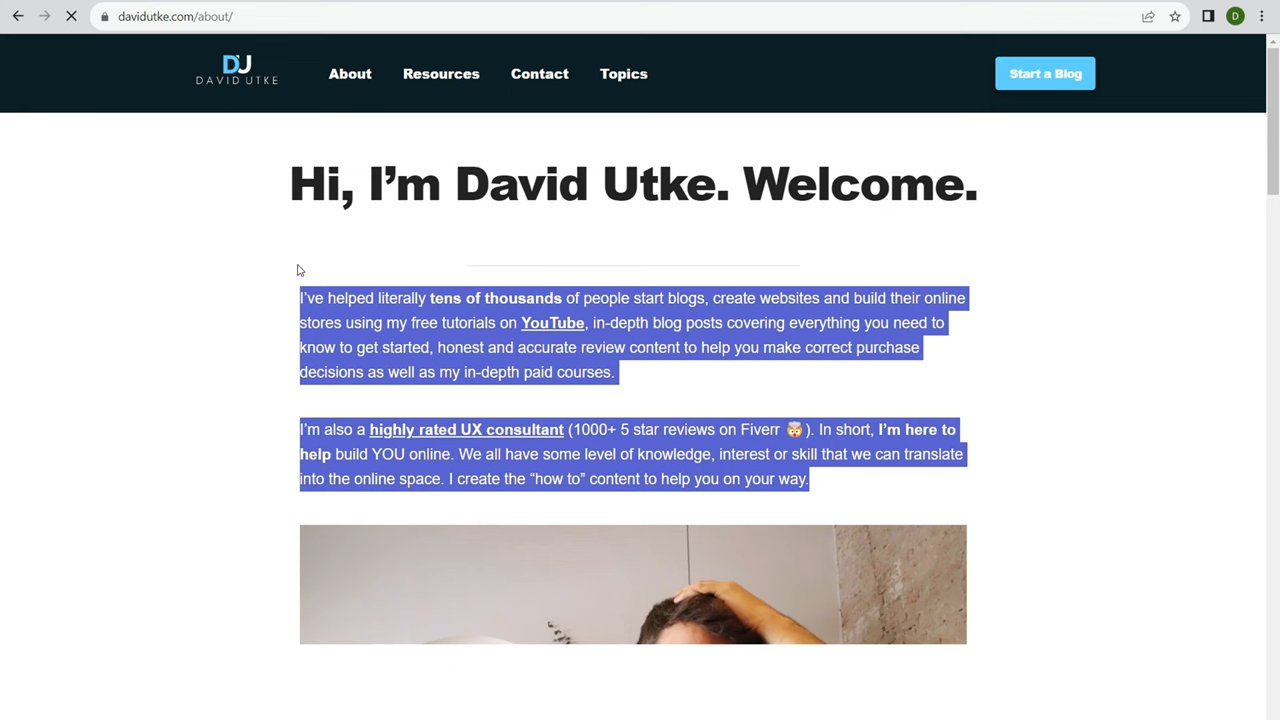 davidutke.com/about/
D
DU
DAVID UTKE
About
Resources
Contact
Topics
Start a Blog
Hi, I’m David Utke. Welcome.
I’ve helped literally tens of thousands of people start blogs, create websites and build their online
stores using my free tutorials on YouTube, in-depth blog posts covering everything you need to
know to get started, honest and accurate review content to help you make correct purchase
decisions as well as my in-depth paid courses.
I’m also a highly rated UX consultant (1000+ 5 star reviews on Fiverr 🤯). In short, I’m here to
help build YOU online. We all have some level of knowledge, interest or skill that we can translate
into the online space. I create the “how to” content to help you on your way.